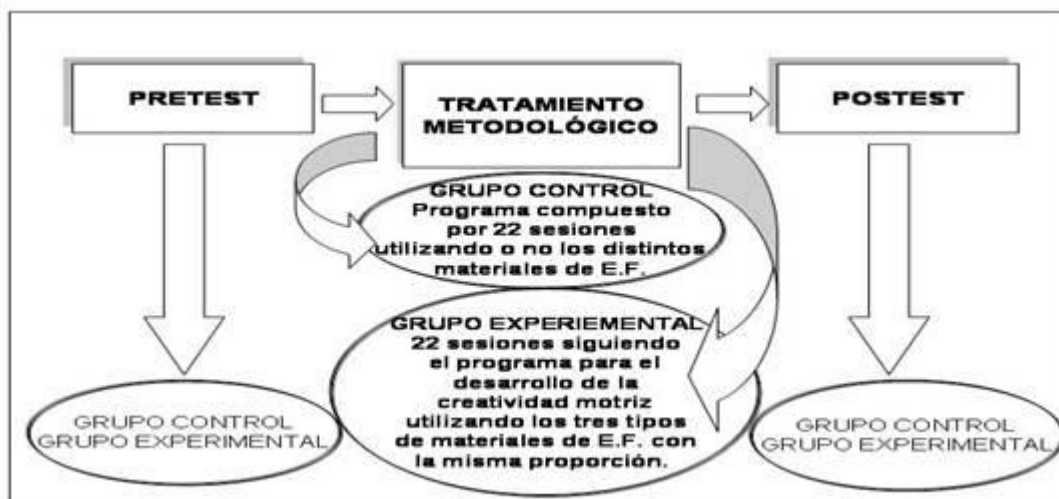 PRETEST
TRATAMIENTO
METODOLÓGICO
POSTEST
GRUPO CONTROL
Programa compuesto
por 22 sesiones
utilizando o no los distintos
materiales de E.F.
GRUPO EXPERIEMENTAL
22 sesiones siguiendo
el programa para el
desarrollo de la
creatividad motriz
utilizando los tres tipos
de materiales de E.F. con
la misma proporción.
GRUPO CONTROL
GRUPO EXPERIMENTAL
GRUPO CONTROL
GRUPO EXPERIMENTAL